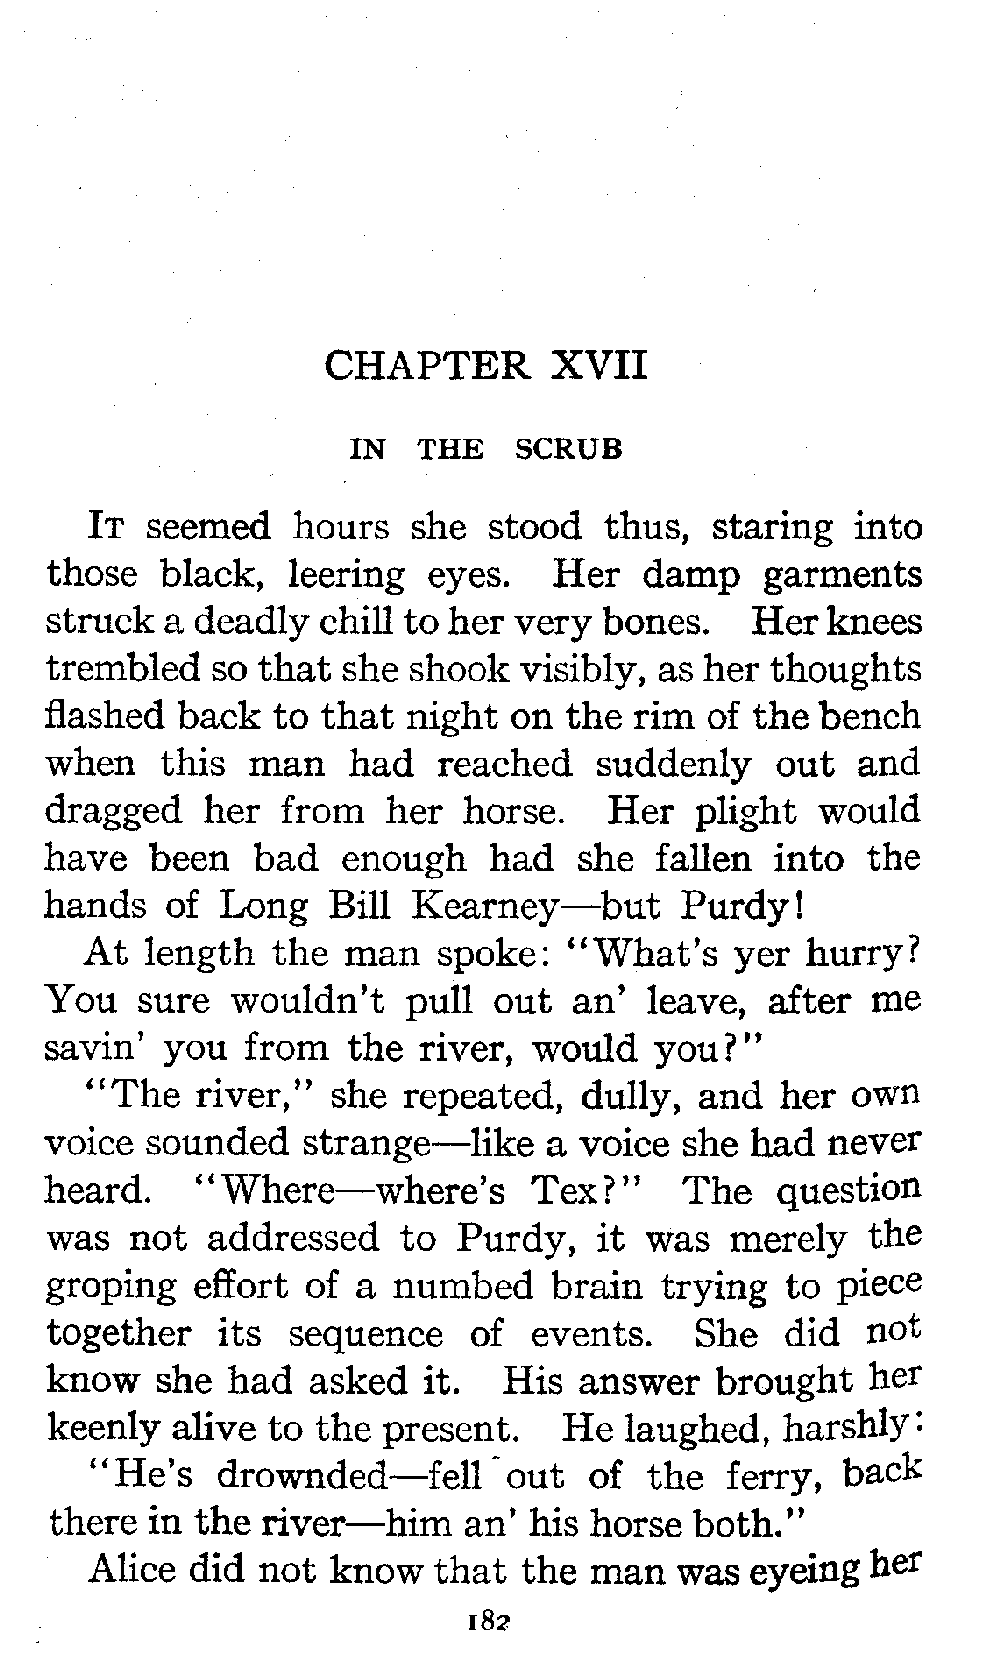 CHAPTER XVII
IN THE SCRUB
IT seemed hours she stood thus, staring into
those black, leering eyes. Her damp garments
struck a deadly chill to her very bones. Her knees
trembled so that she shook visibly, as her thoughts
flashed back to that night on the rim of the bench
when this man had reached suddenly out and
dragged her from her horse. Her plight would
have been bad enough had she fallen into the
hands of Long Bill Kearney—but Purdy!
At length the man spoke: "What's yer hurry?
You sure wouldn't pull out an' leave, after me
savin' you from the river, would you?"
"The river," she repeated, dully, and her own
voice sounded strange—like a voice she had never
heard. "Where—where's Tex?" The question
was not addressed to Purdy, it was merely the
groping effort of a numbed brain trying to piece
together its sequence of events. She did not
know she had asked it. His answer brought her
keenly alive to the present. He laughed, harshly:
"He's drownded—fell out of the ferry, back
there in the river—him an' his horse both."
Alice did not know that the man was eyeing her
182